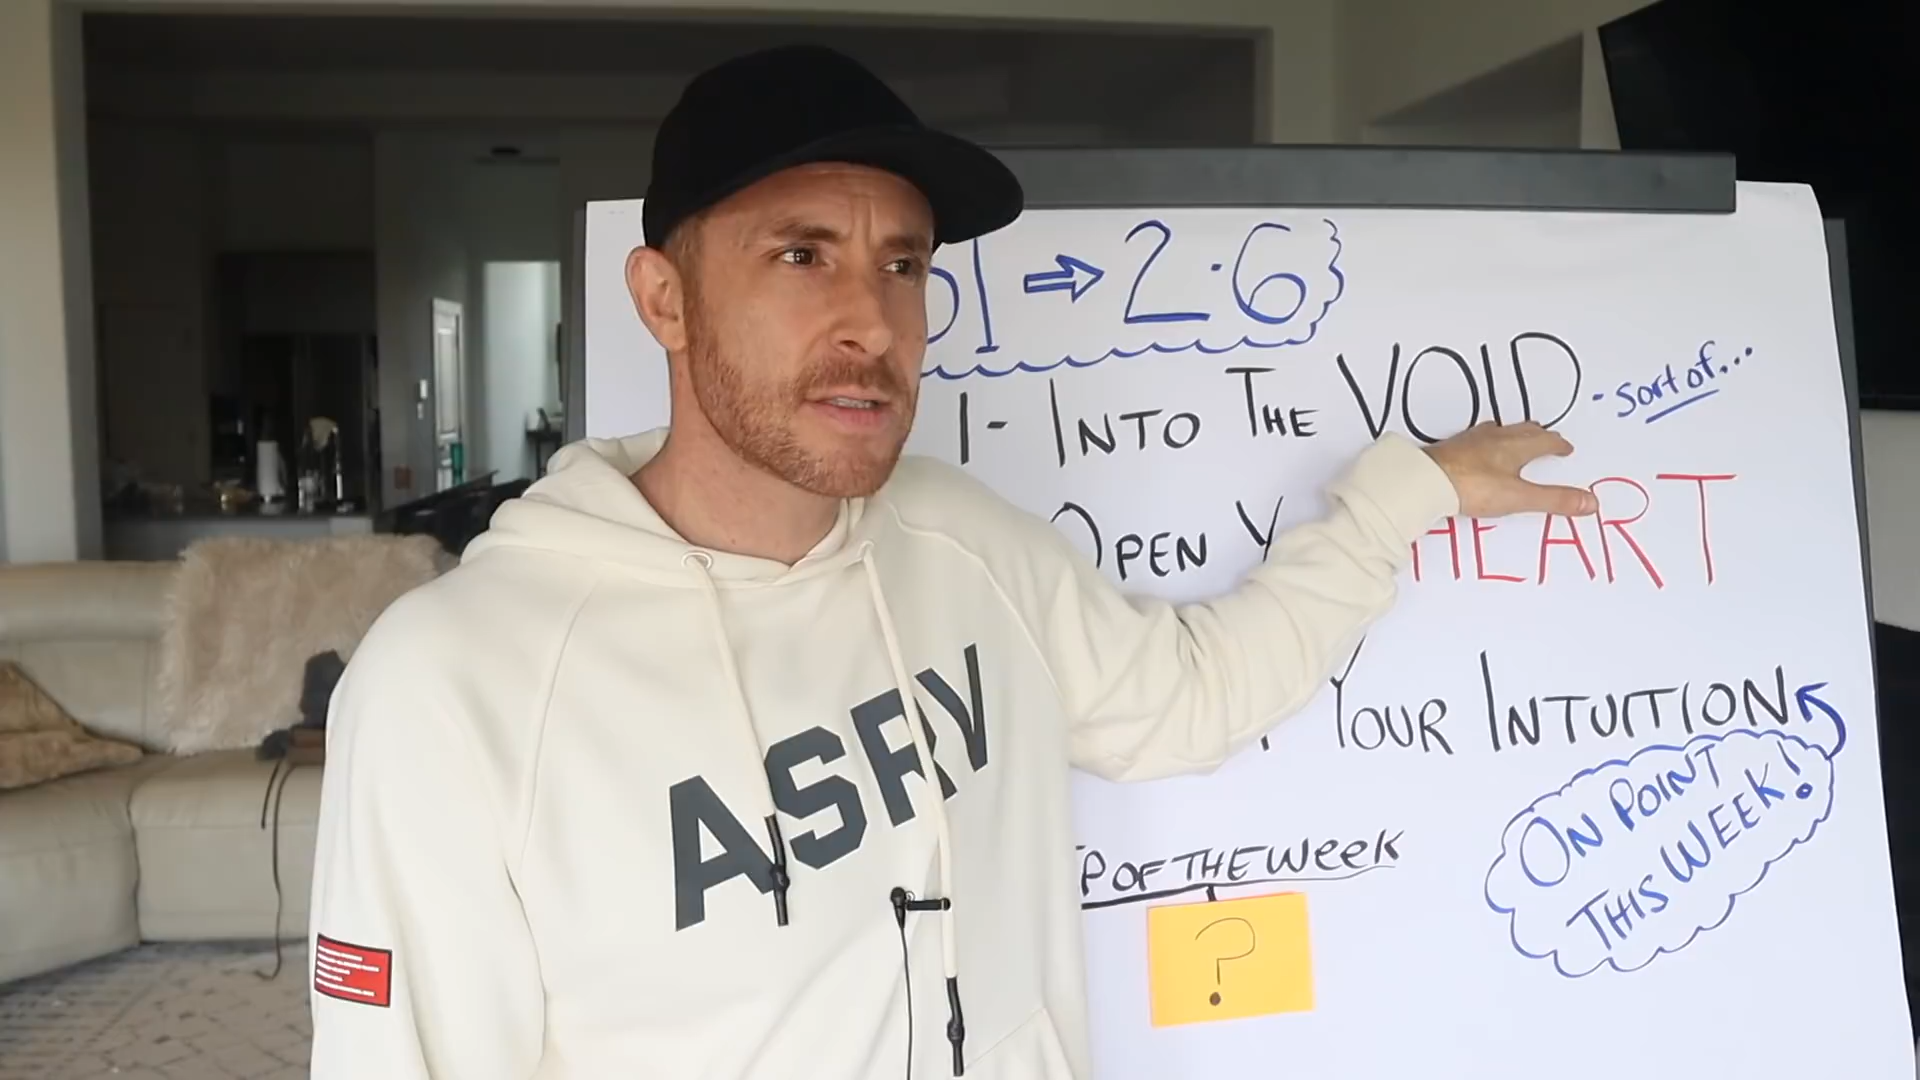 1 → 2.6
1- INTO THE VOID - sort of...
OPEN Y HEART
YOUR INTUITION
ON POINT
THIS WEEK!
P OF THE WEEK
?
ASRV